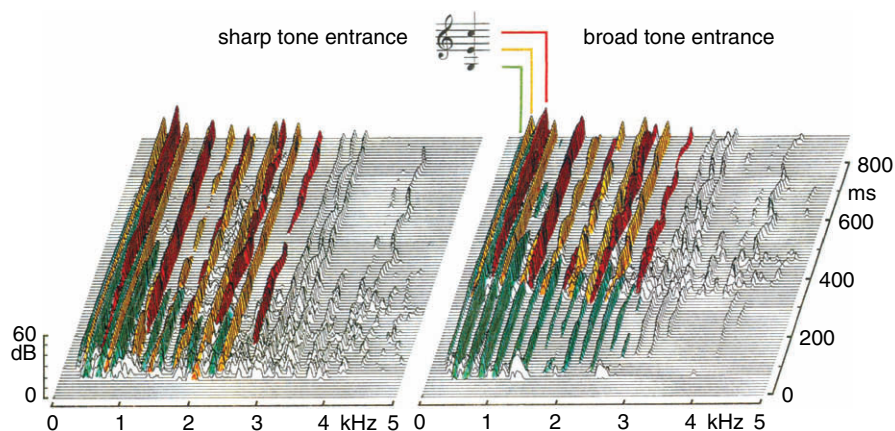 sharp tone entrance
broad tone entrance
800
ms
600
400
200
0
60
dB
0
0 1 2 3 4 kHz 5
0 1 2 3 4 kHz 5